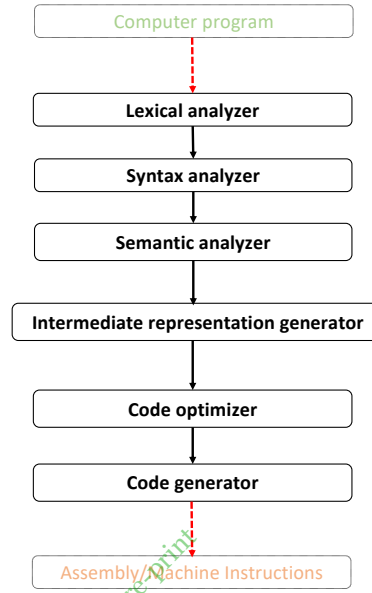 Computer program
Lexical analyzer
Syntax analyzer
Semantic analyzer
Intermediate representation generator
Code optimizer
Code generator
Assembly/Machine Instructions